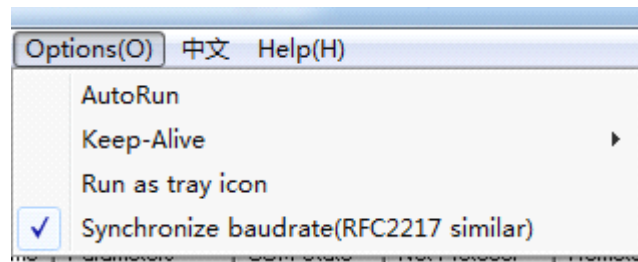 Options(O) 中文 Help(H)
AutoRun
Keep-Alive
Run as tray icon
Synchronize baudrate(RFC2217 similar)